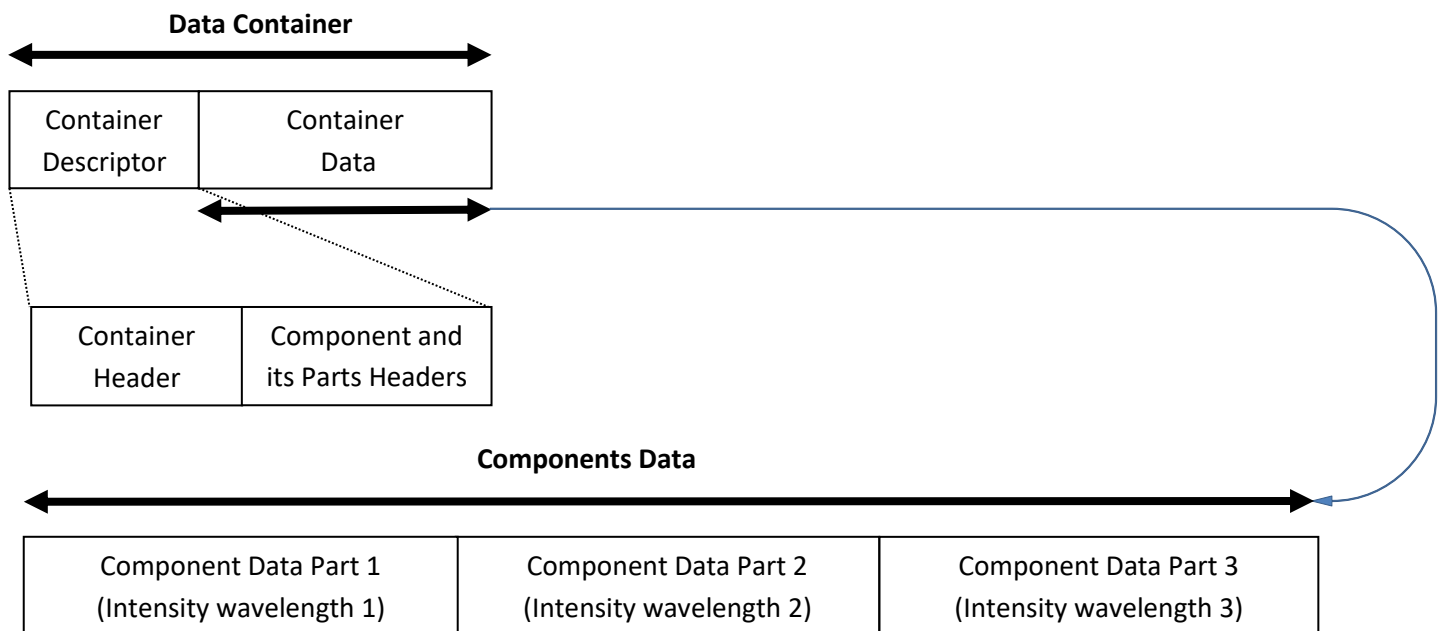 Data Container
Container
Descriptor
Container
Data
Container
Header
Component and
its Parts Headers
Components Data
Component Data Part 1
(Intensity wavelength 1)
Component Data Part 2
(Intensity wavelength 2)
Component Data Part 3
(Intensity wavelength 3)